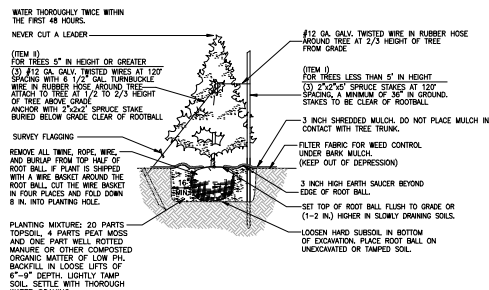 WATER THOROUGHLY TWICE WITHIN
THE FIRST 48 HOURS.
NEVER CUT A LEADER
(ITEM II)
FOR TREES 5" IN HEIGHT OR GREATER
(3) #12 GA. GALV. TWISTED WIRES AT 120°
SPACING WITH 6 1/2" GAL. TURNBUCKLE
WIRE IN RUBBER HOSE AROUND TREE
ATTACH TO TREE AT 1/2 TO 2/3 HEIGHT
OF TREE ABOVE GRADE
ANCHOR WITH 2"x2x2' SPRUCE STAKE
BURIED BELOW GRADE CLEAR OF ROOTBALL
SURVEY FLAGGING
REMOVE ALL TWINE, ROPE, WIRE,
AND BURLAP FROM TOP HALF OF
ROOT BALL. IF PLANT IS SHIPPED
WITH A WIRE BASKET AROUND THE
ROOT BALL, CUT THE WIRE BASKET
IN FOUR PLACES AND FOLD DOWN
8 IN. INTO PLANTING HOLE.
PLANTING MIXTURE: 20 PARTS
TOPSOIL, 4 PARTS PEAT MOSS
AND ONE PART WELL ROTTED
MANURE OR OTHER COMPOSTED
ORGANIC MATTER OF LOW PH.
BACKFILL IN LOOSE LIFTS OF
6"-9" DEPTH. LIGHTLY TAMP
SOIL. SETTLE WITH THOROUGH
16"
MIN.
#12 GA. GALV. TWISTED WIRE IN RUBBER HOSE
AROUND TREE AT 2/3 HEIGHT OF TREE
FROM GRADE
(ITEM I)
FOR TREES LESS THAN 5' IN HEIGHT
(3) 2"x2"x5' SPRUCE STAKES AT 120°
SPACING, A MINIMUM OF 36" IN GROUND.
STAKES TO BE CLEAR OF ROOTBALL
3 INCH SHREDDED MULCH. DO NOT PLACE MULCH IN
CONTACT WITH TREE TRUNK.
FILTER FABRIC FOR WEED CONTROL
UNDER BARK MULCH.
(KEEP OUT OF DEPRESSION)
3 INCH HIGH EARTH SAUCER BEYOND
EDGE OF ROOT BALL.
SET TOP OF ROOT BALL FLUSH TO GRADE OR
(1-2 IN.) HIGHER IN SLOWLY DRAINING SOILS.
LOOSEN HARD SUBSOIL IN BOTTOM
OF EXCAVATION. PLACE ROOT BALL ON
UNEXCAVATED OR TAMPED SOIL.